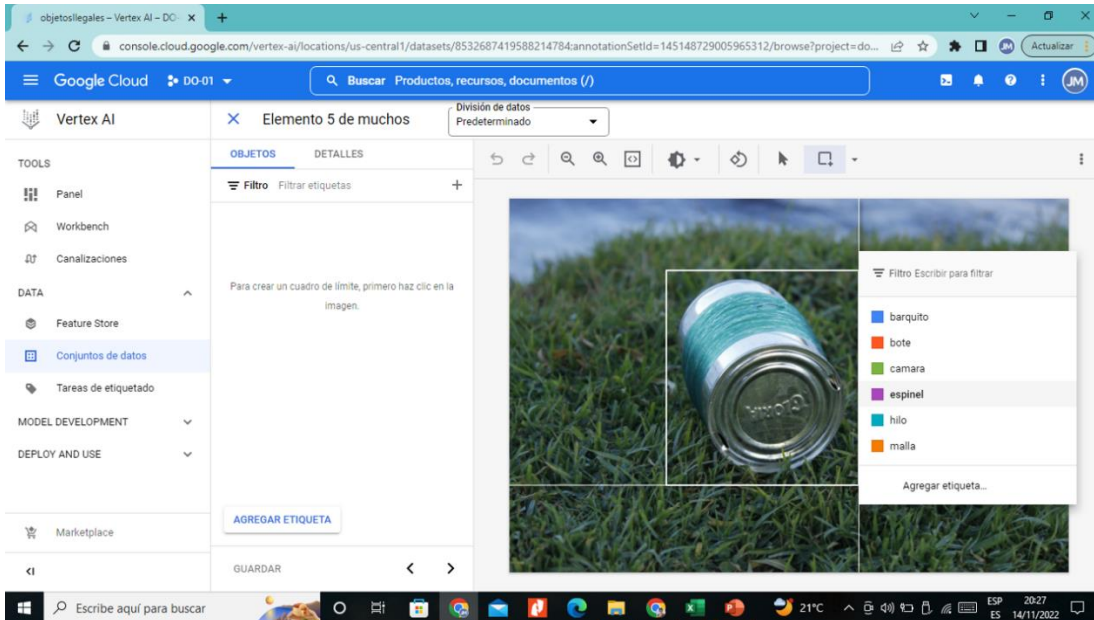 objetosIlegales – Vertex AI – DO-
console.cloud.google.com/vertex-ai/locations/us-central1/datasets/8532687419588214784;annotationSetId=145148729005965312/browse?project=do...
JM
Actualizar
Google Cloud
DO-01
Buscar Productos, recursos, documentos (/)
JM
Vertex AI
Elemento 5 de muchos
División de datos
Predeterminado
TOOLS
Panel
Workbench
Canalizaciones
DATA
Feature Store
Conjuntos de datos
Tareas de etiquetado
MODEL DEVELOPMENT
DEPLOY AND USE
Marketplace
OBJETOS DETALLES
Filtro Filtrar etiquetas
Para crear un cuadro de límite, primero haz clic en la
imagen.
AGREGAR ETIQUETA
GUARDAR
GLORIA
Filtro Escribir para filtrar
barquito
bote
camara
espinel
hilo
malla
Agregar etiqueta...
Escribe aquí para buscar
21°C
ESP
ES
20:27
14/11/2022